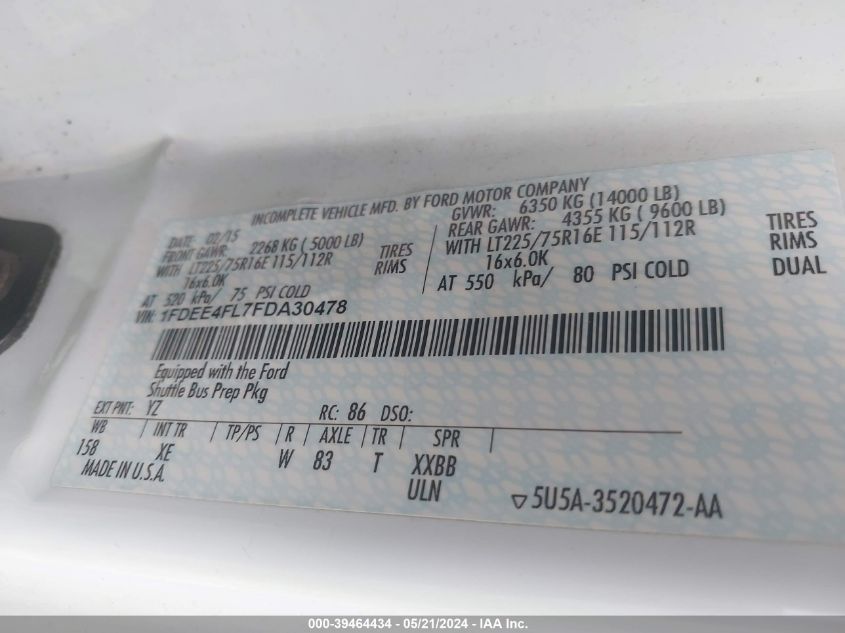 INCOMPLETE VEHICLE MFD. BY FORD MOTOR COMPANY
DATE: 02/15
GVWR: 6350 KG (14000 LB)
FRONT GAWR: 2268 KG (5000 LB)
REAR GAWR: 4355 KG (9600 LB)
WITH LT225/75R16E 115/112R TIRES
WITH LT225/75R16E 115/112R TIRES
16x6.0K RIMS
16x6.0K RIMS
AT 520 kPa/ 75 PSI COLD
AT 550 kPa/ 80 PSI COLD DUAL
VIN: 1FDEE4FL7FDA30478
Equipped with the Ford
Shuttle Bus Prep Pkg
EXT PNT: YZ RC: 86 DSO:
WB | INT TR | TP/PS | R | AXLE | TR | SPR |
158 XE W 83 T XXBB
MADE IN U.S.A. ULN
5U5A-3520472-AA
000-39464434 - 05/21/2024 - IAA Inc.